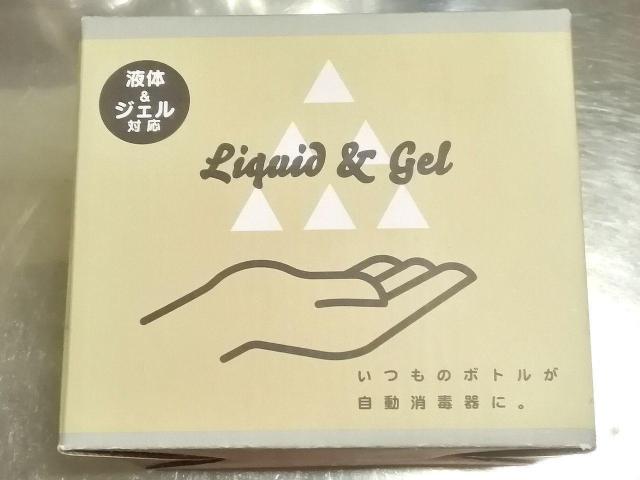 液体
&
ジェル
対応
Liquid & Gel
いつものボトルが
自動消毒器に。